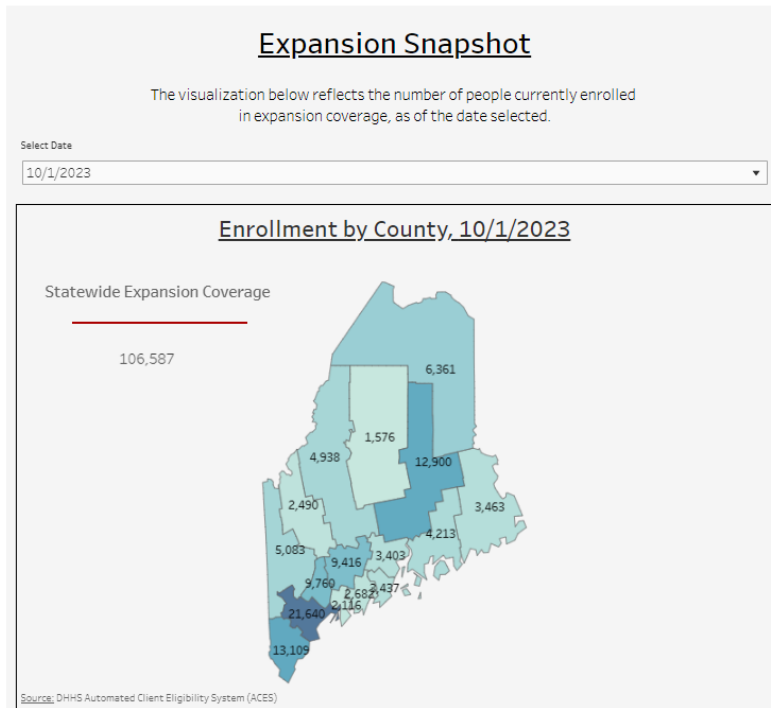 Expansion Snapshot
The visualization below reflects the number of people currently enrolled
in expansion coverage, as of the date selected.
Select Date
10/1/2023
Enrollment by County, 10/1/2023
Statewide Expansion Coverage
106,587
6,361
1,576
4,938
12,900
2,490
3,463
4,213
5,083
9,416
3,403
9,760
3,437
2,682
2,116
21,640
13,109
Source: DHHS Automated Client Eligibility System (ACES)